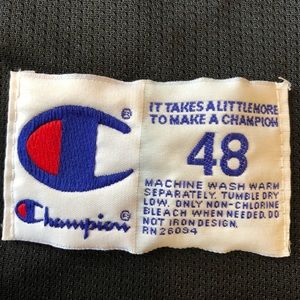 Champion®
IT TAKES A LITTLE MORE
TO MAKE A CHAMPION
48
MACHINE WASH WARM
SEPARATELY. TUMBLE DRY
LOW. ONLY NON-CHLORINE
BLEACH WHEN NEEDED. DO
NOT IRON DESIGN.
RN 26094